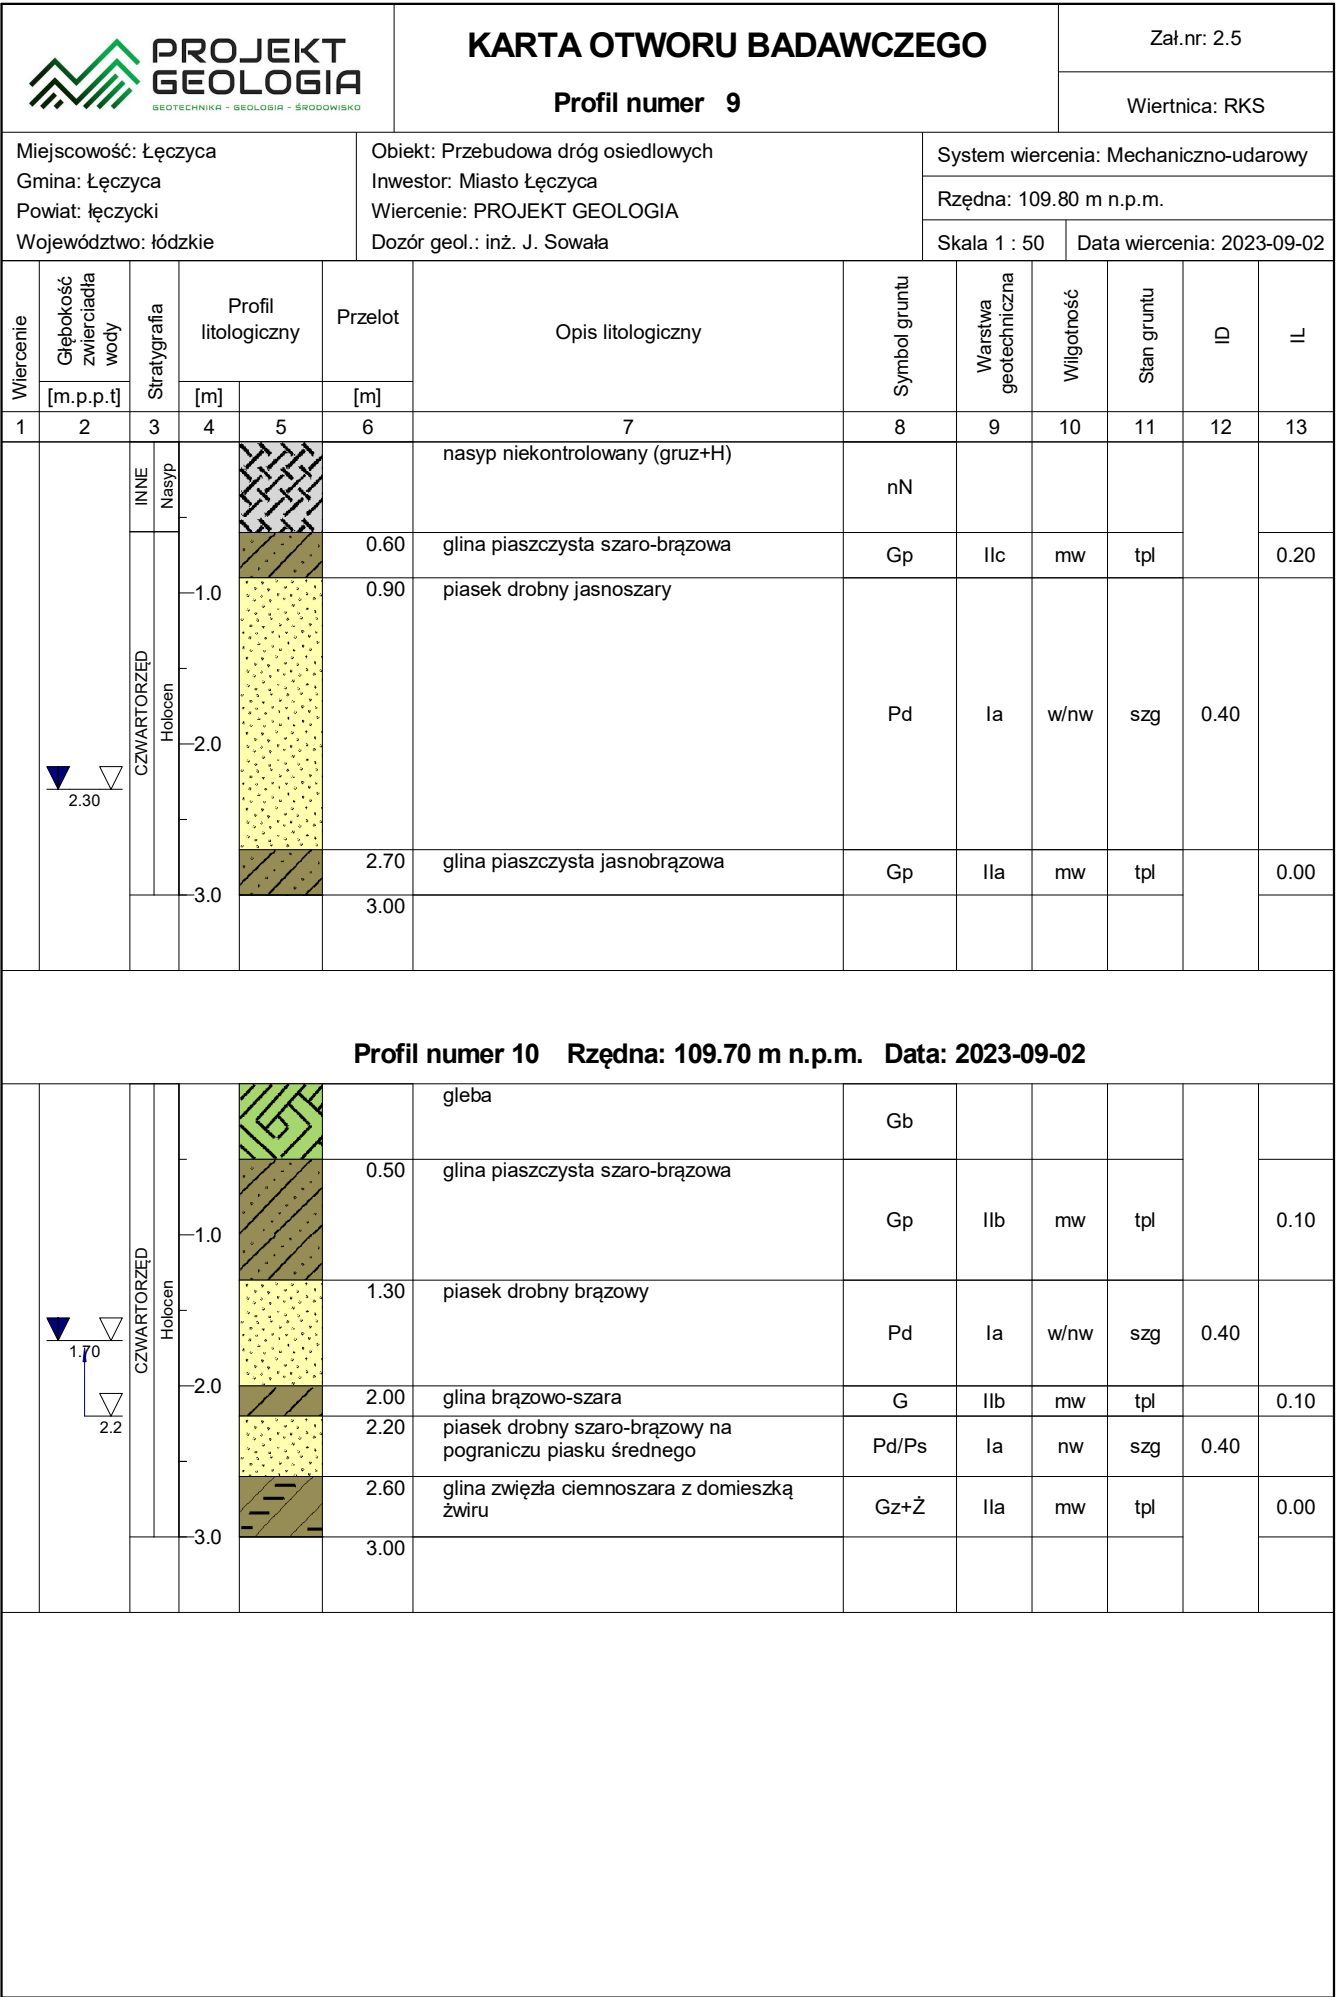 PROJEKT
GEOLOGIA
GEOTECHNIKA - GEOLOGIA - ŚRODOWISKO
KARTA OTWORU BADAWCZEGO
Profil numer 9
Zał.nr: 2.5
Wiertnica: RKS
Miejscowość: Łęczyca
Gmina: Łęczyca
Powiat: łęczycki
Województwo: łódzkie
Obiekt: Przebudowa dróg osiedlowych
Inwestor: Miasto Łęczyca
Wiercenie: PROJEKT GEOLOGIA
Dozór geol.: inż. J. Sowała
System wiercenia: Mechaniczno-udarowy
Rzędna: 109.80 m n.p.m.
Skala 1 : 50 Data wiercenia: 2023-09-02
Wiercenie
Głębokość
zwierciadła
wody
[m.p.p.t]
Stratygrafia
Profil
litologiczny
[m]
Przelot
[m]
Opis litologiczny
Symbol gruntu
Warstwa
geotechniczna
Wilgotność
Stan gruntu
ID
IL
1 2 3 4 5 6 7 8 9 10 11 12 13
INNE
Nasyp
nasyp niekontrolowany (gruz+H)
nN
0.60 glina piaszczysta szaro-brązowa Gp IIc mw tpl 0.20
1.0
0.90 piasek drobny jasnoszary
CZWARTORZĘD
Holocen
Pd Ia w/nw szg 0.40
2.0
2.30
2.70 glina piaszczysta jasnobrązowa Gp IIa mw tpl 0.00
3.0
3.00
Profil numer 10 Rzędna: 109.70 m n.p.m. Data: 2023-09-02
gleba
Gb
0.50 glina piaszczysta szaro-brązowa
Gp IIb mw tpl 0.10
1.0
CZWARTORZĘD
Holocen
1.30 piasek drobny brązowy
Pd Ia w/nw szg 0.40
1.70
2.0
2.00 glina brązowo-szara G IIb mw tpl 0.10
2.2
2.20 piasek drobny szaro-brązowy na
pograniczu piasku średnego
Pd/Ps Ia nw szg 0.40
2.60 glina zwięzła ciemnoszara z domieszką
żwiru
Gz+Ż IIa mw tpl 0.00
3.0
3.00